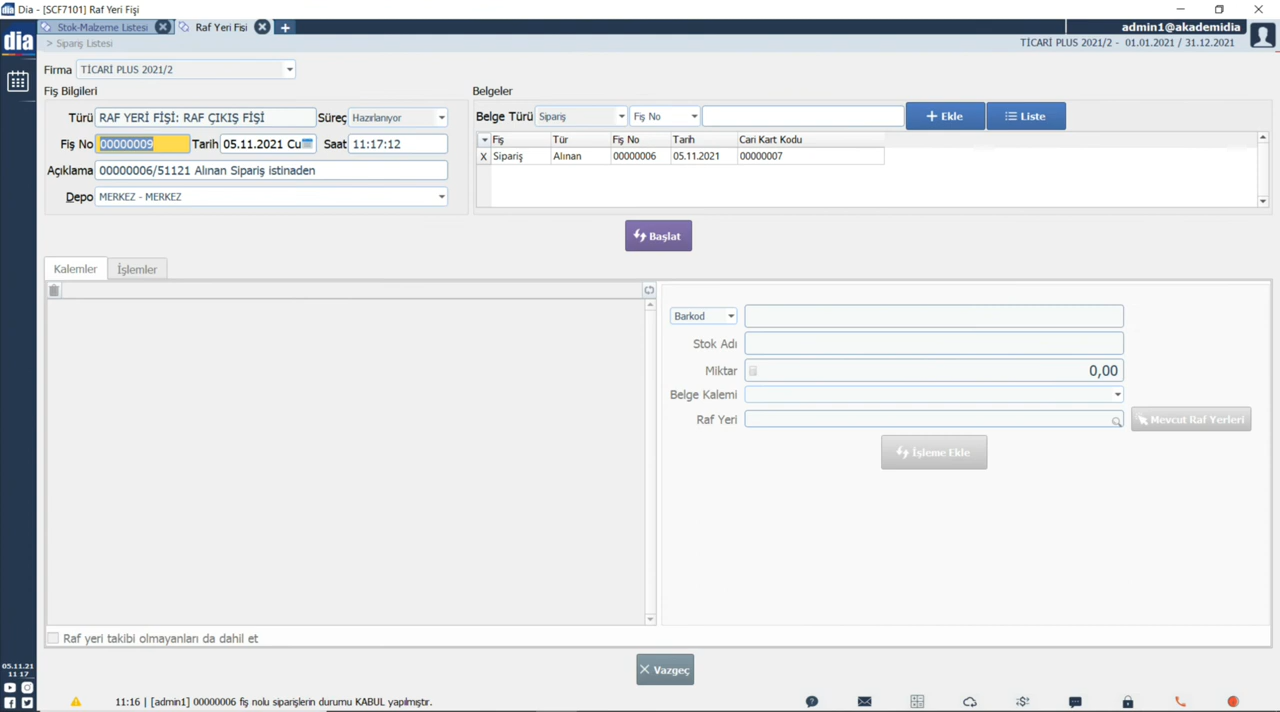 Dia - [SCF7101] Raf Yeri Fişi
dia
Stok-Malzeme Listesi
Raf Yeri Fişi
admin1@akademidia
> Sipariş Listesi
TİCARİ PLUS 2021/2 - 01.01.2021 / 31.12.2021
Firma TİCARİ PLUS 2021/2
Fiş Bilgileri
Türü RAF YERİ FİŞİ: RAF ÇIKIŞ FİŞİ Süreç Hazırlanıyor
Fiş No 00000009 Tarih 05.11.2021 Cu Saat 11:17:12
Açıklama 00000006/51121 Alınan Sipariş istinaden
Depo MERKEZ - MERKEZ
Belgeler
Belge Türü Sipariş Fiş No Ekle Liste
Fiş Tür Fiş No Tarih Cari Kart Kodu
X Sipariş Alınan 00000006 05.11.2021 00000007
Başlat
Kalemler İşlemler
Barkod
Stok Adı
Miktar 0,00
Belge Kalemi
Raf Yeri Mevcut Raf Yerleri
İşleme Ekle
Raf yeri takibi olmayanları da dahil et
Vazgeç
05.11.21
11 17
11:16 | [admin1] 00000006 fiş nolu siparişlerin durumu KABUL yapılmıştır.